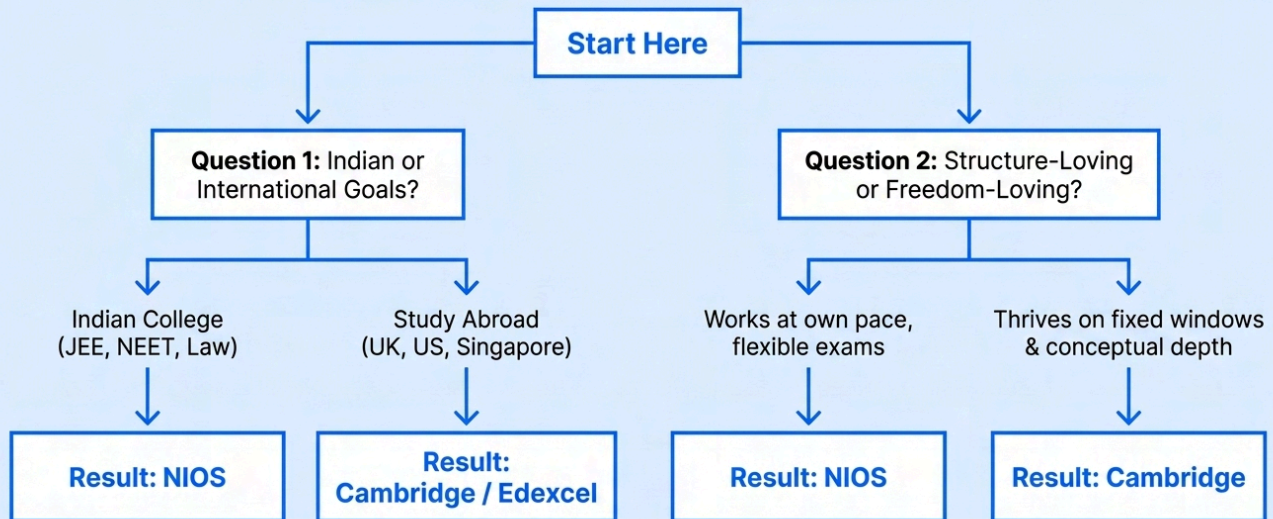 Start Here
Question 1: Indian or
International Goals?
Question 2: Structure-Loving
or Freedom-Loving?
Indian College
(JEE, NEET, Law)
Study Abroad
(UK, US, Singapore)
Works at own pace,
flexible exams
Thrives on fixed windows
& conceptual depth
Result: NIOS
Result:
Cambridge / Edexcel
Result: NIOS
Result: Cambridge